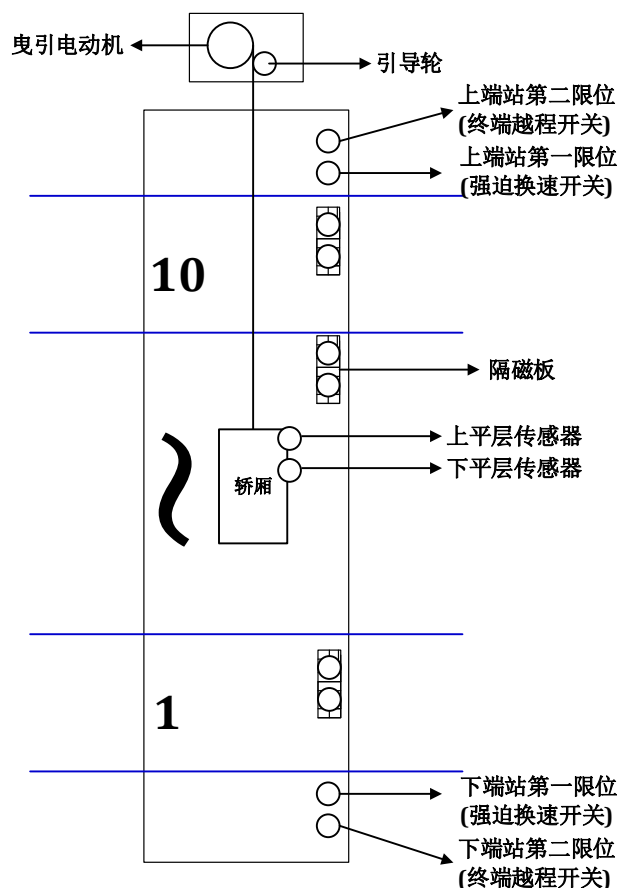 曳引电动机
引导轮
上端站第二限位
(终端越程开关)
上端站第一限位
(强迫换速开关)
10
隔磁板
上平层传感器
下平层传感器
轿厢
1
下端站第一限位
(强迫换速开关)
下端站第二限位
(终端越程开关)